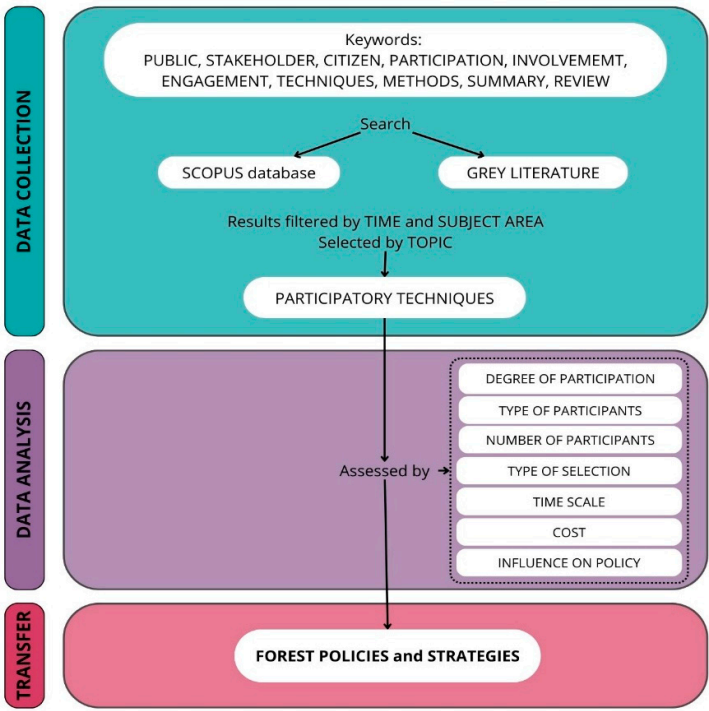 DATA COLLECTION
Keywords:
PUBLIC, STAKEHOLDER, CITIZEN, PARTICIPATION, INVOLVEMEMT,
ENGAGEMENT, TECHNIQUES, METHODS, SUMMARY, REVIEW
Search
SCOPUS database
GREY LITERATURE
Results filtered by TIME and SUBJECT AREA
Selected by TOPIC
PARTICIPATORY TECHNIQUES
DATA ANALYSIS
Assessed by
DEGREE OF PARTICIPATION
TYPE OF PARTICIPANTS
NUMBER OF PARTICIPANTS
TYPE OF SELECTION
TIME SCALE
COST
INFLUENCE ON POLICY
TRANSFER
FOREST POLICIES and STRATEGIES